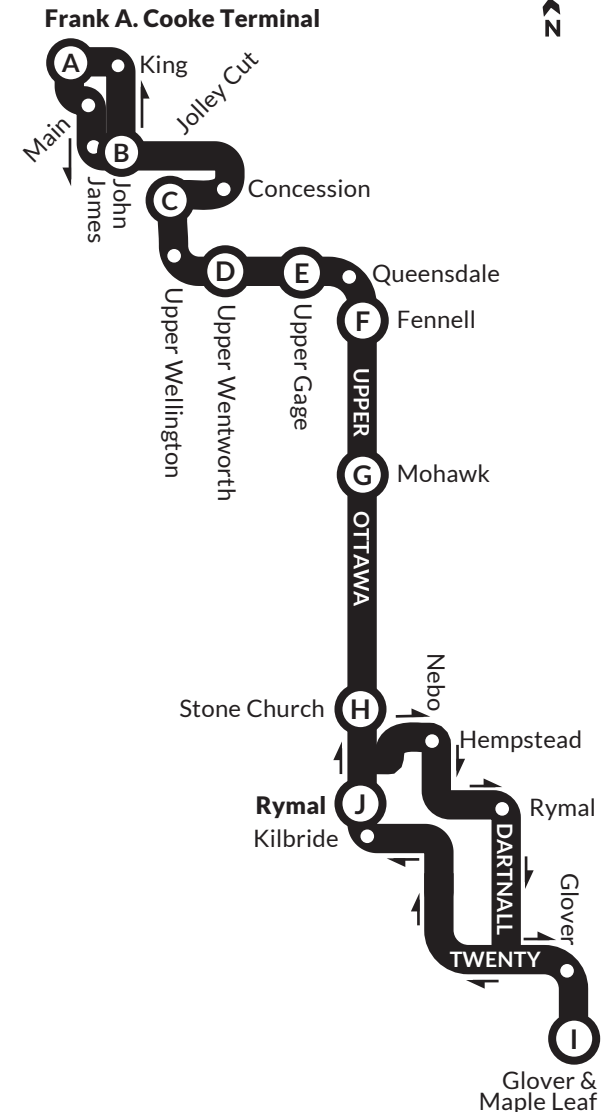 Frank A. Cooke Terminal
N
A
King
Jolley Cut
Main
B
James
John
C
Concession
D
E
Queensdale
Upper Wellington
Upper Wentworth
Upper Gage
F
Fennell
UPPER
G
Mohawk
OTTAWA
Nebo
Stone Church
H
Hempstead
Rymal
J
Rymal
Kilbride
DARTNALL
Glover
TWENTY
I
Glover &
Maple Leaf